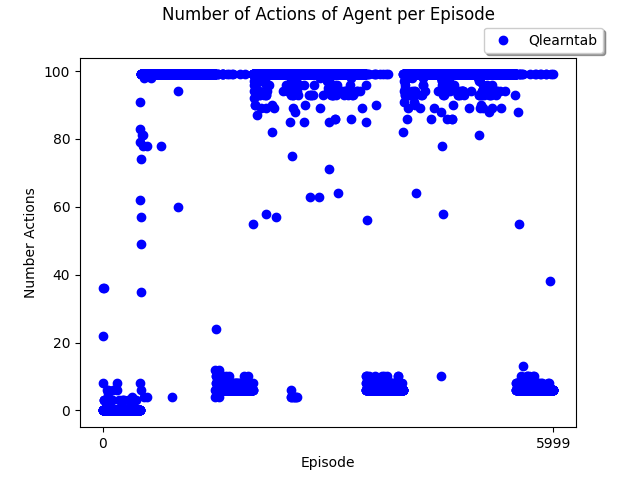 Number of Actions of Agent per Episode
Qlearntab
100
80
60
40
20
0
Number Actions
0 5999
Episode